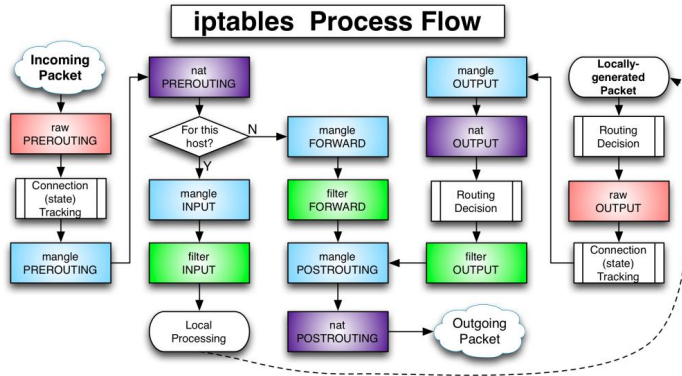 iptables Process Flow
Incoming
Packet
raw
PREROUTING
Connection
(state)
Tracking
mangle
PREROUTING
nat
PREROUTING
For this
host?
N
Y
mangle
INPUT
filter
INPUT
Local
Processing
mangle
FORWARD
filter
FORWARD
mangle
POSTROUTING
nat
POSTROUTING
mangle
OUTPUT
nat
OUTPUT
Routing
Decision
filter
OUTPUT
Outgoing
Packet
Locally-
generated
Packet
Routing
Decision
raw
OUTPUT
Connection
(state)
Tracking